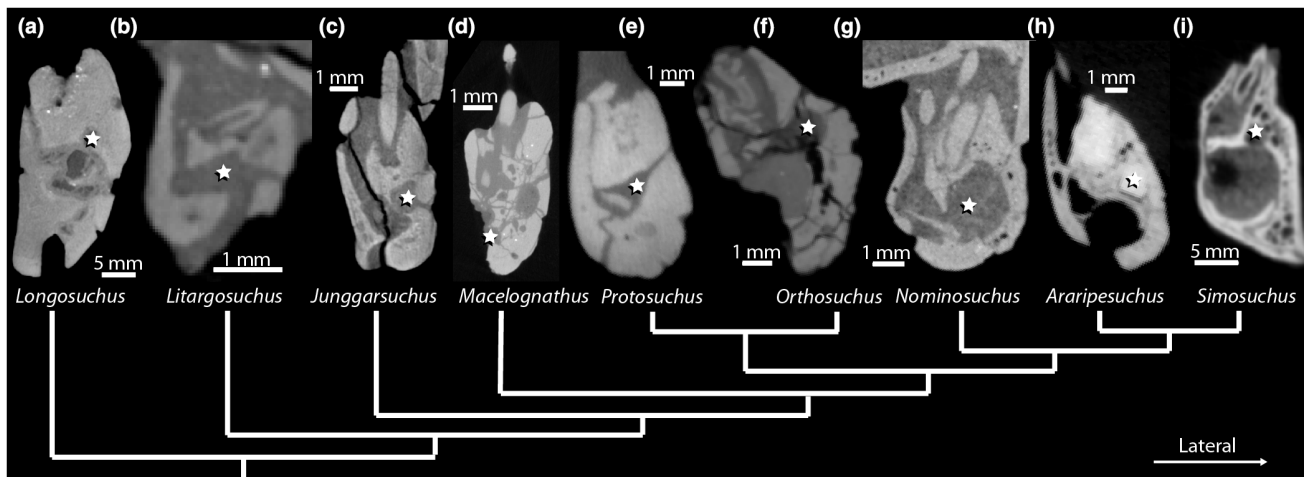 (a) (b) (c) (d) (e) (f) (g) (h) (i)
1 mm 1 mm 1 mm 1 mm
5 mm 1 mm 1 mm 1 mm 5 mm
Longosuchus Litargosuchus Junggarsuchus Macelognathus Protosuchus Orthosuchus Nominosuchus Araripesuchus Simosuchus
Lateral